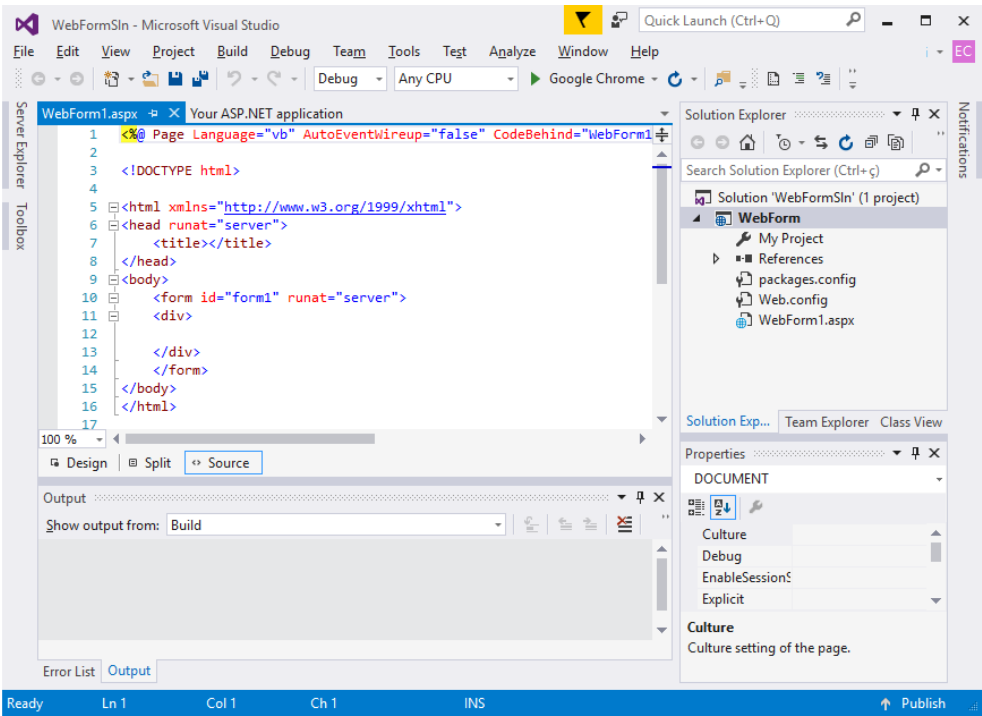 WebFormSln - Microsoft Visual Studio
Quick Launch (Ctrl+Q)
File Edit View Project Build Debug Team Tools Test Analyze Window Help
EC
Debug Any CPU Google Chrome
Server Explorer
Toolbox
WebForm1.aspx Your ASP.NET application
1 <%@ Page Language="vb" AutoEventWireup="false" CodeBehind="WebForm1
2
3 <!DOCTYPE html>
4
5 <html xmlns="http://www.w3.org/1999/xhtml">
6 <head runat="server">
7 <title></title>
8 </head>
9 <body>
10 <form id="form1" runat="server">
11 <div>
12
13 </div>
14 </form>
15 </body>
16 </html>
17
100 %
Design Split Source
Output
Show output from: Build
Error List Output
Solution Explorer
Search Solution Explorer (Ctrl+ç)
Solution 'WebFormSln' (1 project)
WebForm
My Project
References
packages.config
Web.config
WebForm1.aspx
Solution Exp... Team Explorer Class View
Properties
DOCUMENT
Culture
Debug
EnableSessionS
Explicit
Culture
Culture setting of the page.
Notifications
Ready Ln 1 Col 1 Ch 1 INS Publish